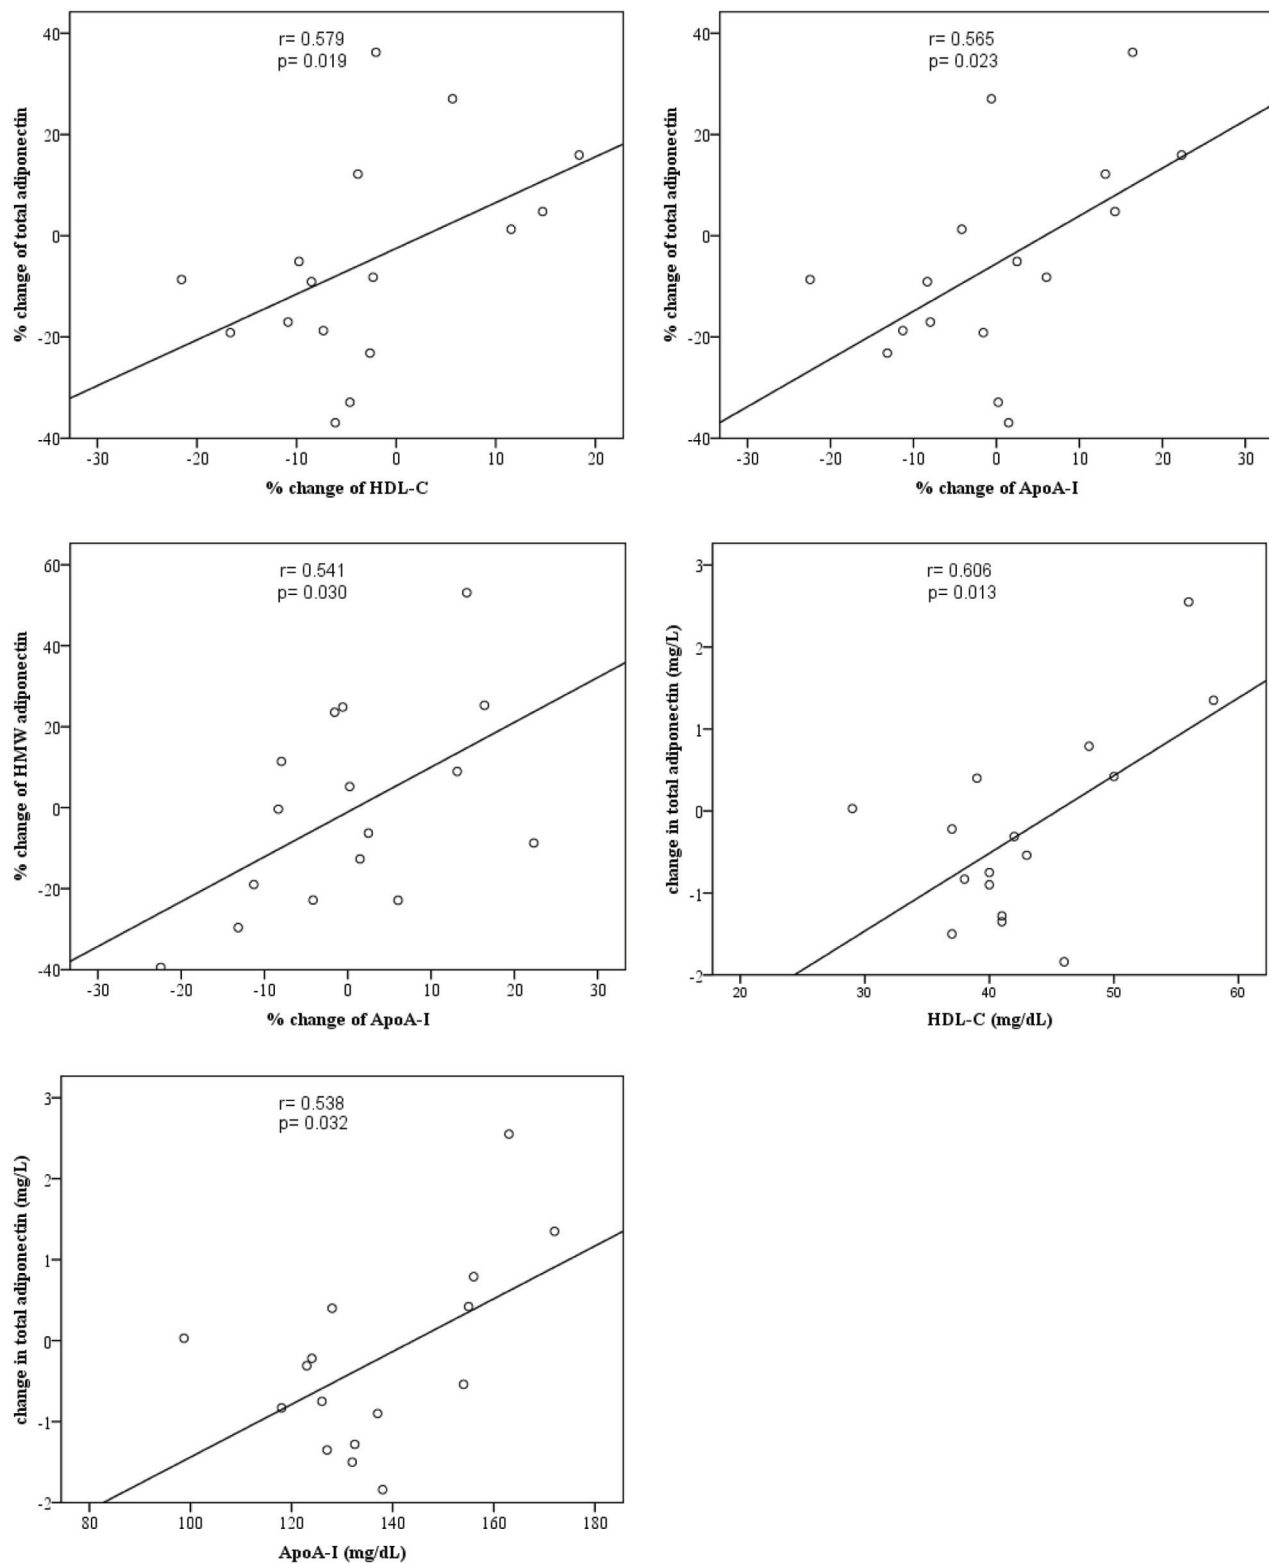 r= 0.579
p= 0.019
% change of total adiponectin
40
20
0
-20
-40
-30 -20 -10 0 10 20
% change of HDL-C
r= 0.565
p= 0.023
% change of total adiponectin
40
20
0
-20
-40
-30 -20 -10 0 10 20 30
% change of ApoA-I
r= 0.541
p= 0.030
% change of HMW adiponectin
60
40
20
0
-20
-40
-30 -20 -10 0 10 20 30
% change of ApoA-I
r= 0.606
p= 0.013
change in total adiponectin (mg/L)
3
2
1
0
-1
-2
20 30 40 50 60
HDL-C (mg/dL)
r= 0.538
p= 0.032
change in total adiponectin (mg/L)
3
2
1
0
-1
-2
80 100 120 140 160 180
ApoA-I (mg/dL)